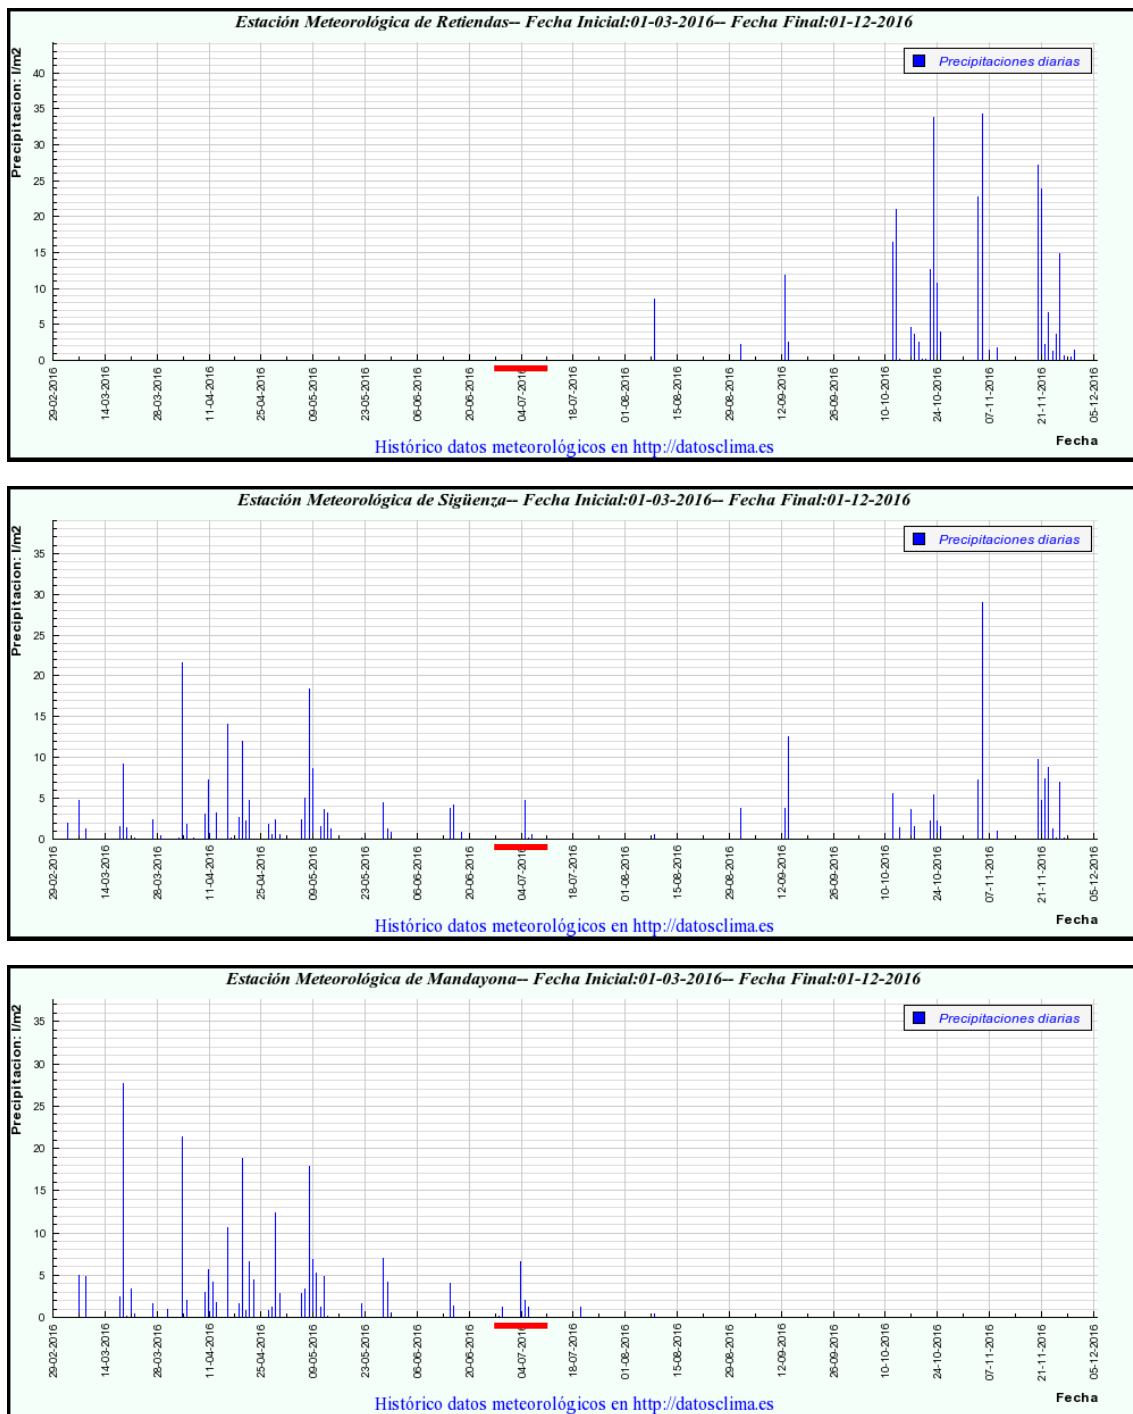 Estación Meteorológica de Retiendas-- Fecha Inicial:01-03-2016-- Fecha Final:01-12-2016
Precipitacion: l/m2
Precipitaciones diarias
40
35
30
25
20
15
10
5
0
29-02-2016 14-03-2016 28-03-2016 11-04-2016 25-04-2016 09-05-2016 23-05-2016 06-06-2016 20-06-2016 04-07-2016 18-07-2016 01-08-2016 15-08-2016 29-08-2016 12-09-2016 26-09-2016 10-10-2016 24-10-2016 07-11-2016 21-11-2016 05-12-2016
Fecha
Histórico datos meteorológicos en http://datosclima.es
Estación Meteorológica de Sigüenza-- Fecha Inicial:01-03-2016-- Fecha Final:01-12-2016
Precipitacion: l/m2
Precipitaciones diarias
35
30
25
20
15
10
5
0
29-02-2016 14-03-2016 28-03-2016 11-04-2016 25-04-2016 09-05-2016 23-05-2016 06-06-2016 20-06-2016 04-07-2016 18-07-2016 01-08-2016 15-08-2016 29-08-2016 12-09-2016 26-09-2016 10-10-2016 24-10-2016 07-11-2016 21-11-2016 05-12-2016
Fecha
Histórico datos meteorológicos en http://datosclima.es
Estación Meteorológica de Mandayona-- Fecha Inicial:01-03-2016-- Fecha Final:01-12-2016
Precipitacion: l/m2
Precipitaciones diarias
35
30
25
20
15
10
5
0
29-02-2016 14-03-2016 28-03-2016 11-04-2016 25-04-2016 09-05-2016 23-05-2016 06-06-2016 20-06-2016 04-07-2016 18-07-2016 01-08-2016 15-08-2016 29-08-2016 12-09-2016 26-09-2016 10-10-2016 24-10-2016 07-11-2016 21-11-2016 05-12-2016
Fecha
Histórico datos meteorológicos en http://datosclima.es